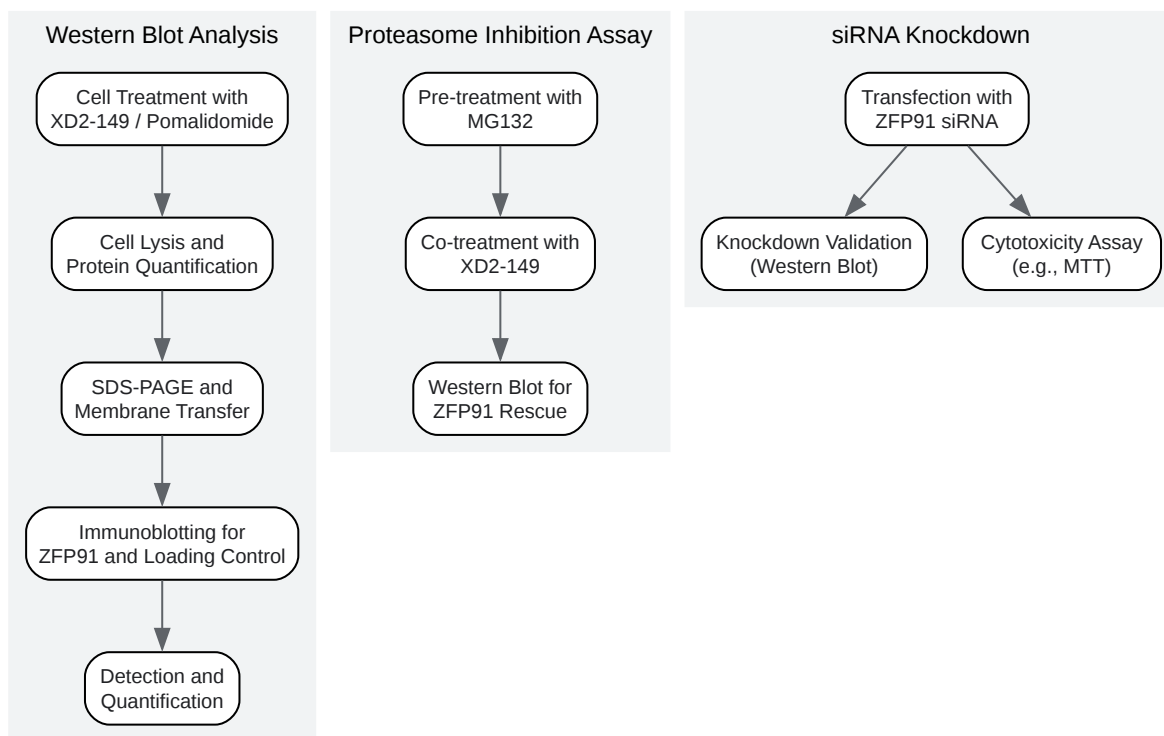 Western Blot Analysis
Cell Treatment with
XD2-149 / Pomalidomide
Cell Lysis and
Protein Quantification
SDS-PAGE and
Membrane Transfer
Immunoblotting for
ZFP91 and Loading Control
Detection and
Quantification
Proteasome Inhibition Assay
Pre-treatment with
MG132
Co-treatment with
XD2-149
Western Blot for
ZFP91 Rescue
siRNA Knockdown
Transfection with
ZFP91 siRNA
Knockdown Validation
(Western Blot)
Cytotoxicity Assay
(e.g., MTT)